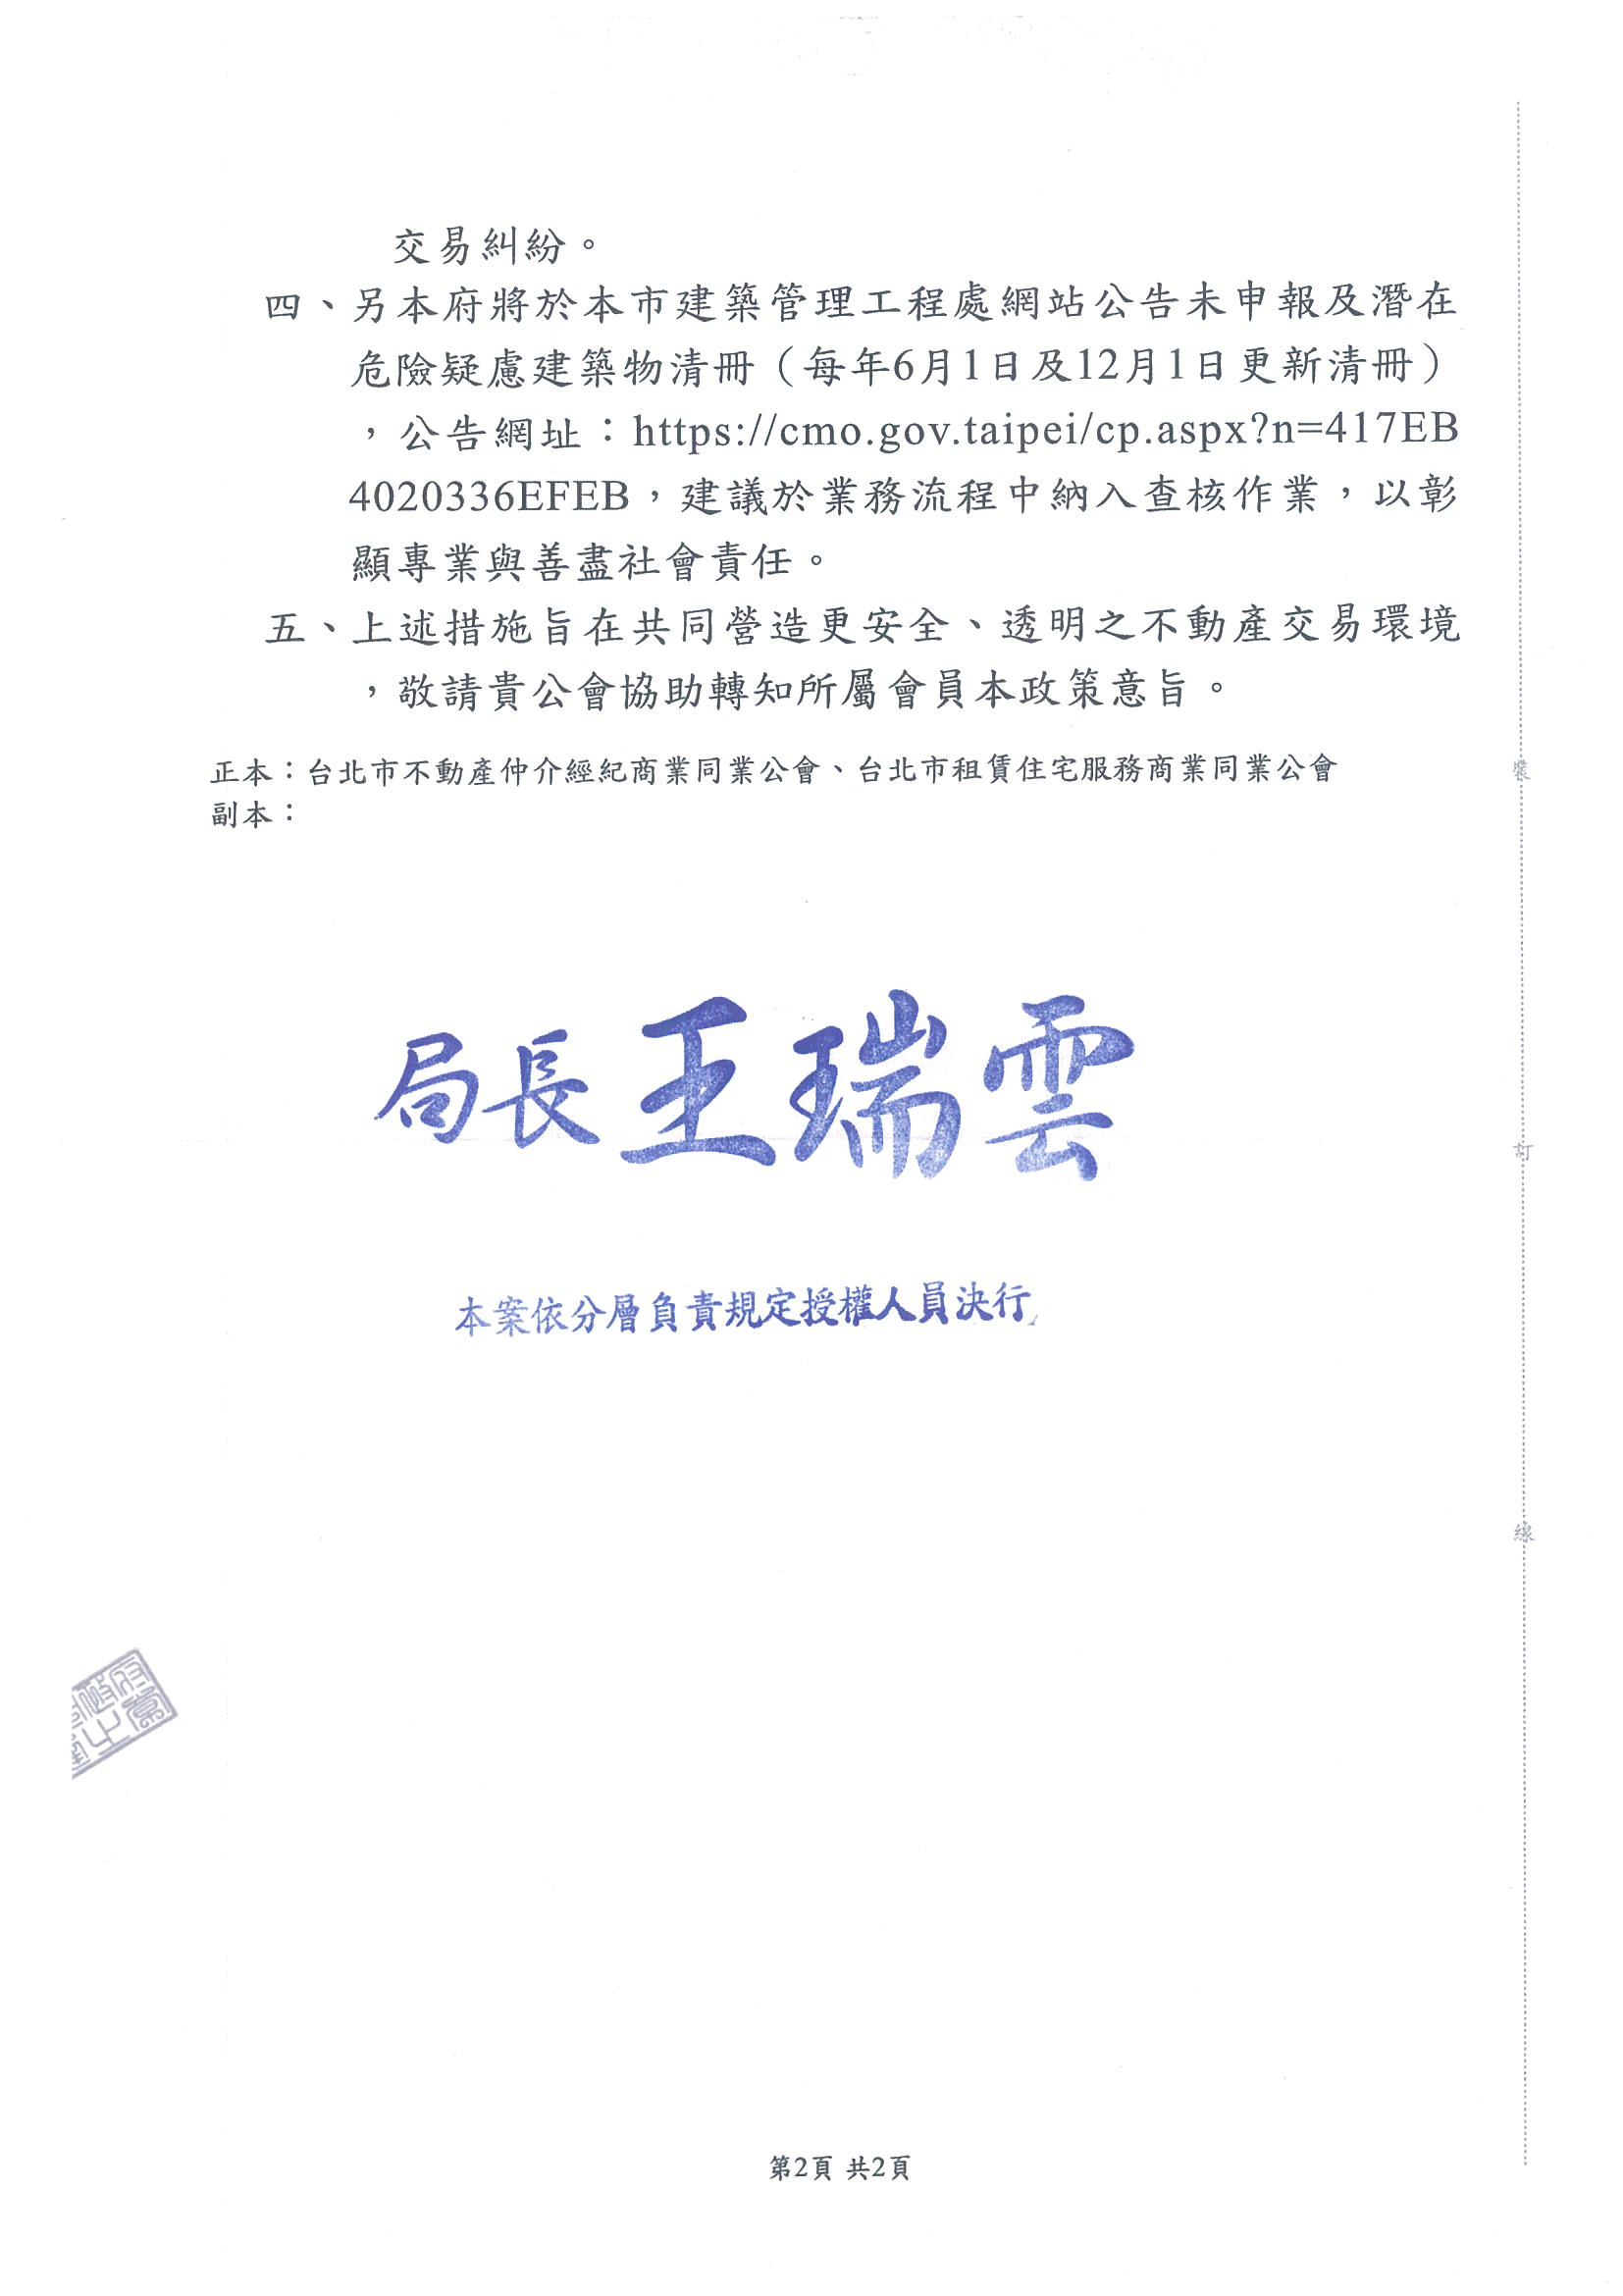 交易糾紛。
四、另本府將於本市建築管理工程處網站公告未申報及潛在
危險疑慮建築物清冊（每年6月1日及12月1日更新清冊）
，公告網址：https://cmo.gov.taipei/cp.aspx?n=417EB
4020336EFEB，建議於業務流程中納入查核作業，以彰
顯專業與善盡社會責任。
五、上述措施旨在共同營造更安全、透明之不動產交易環境
，敬請貴公會協助轉知所屬會員本政策意旨。
正本：台北市不動產仲介經紀商業同業公會、台北市租賃住宅服務商業同業公會
副本：
裝
局長王瑞雲
訂
本案依分層負責規定授權人員決行
線
第2頁 共2頁